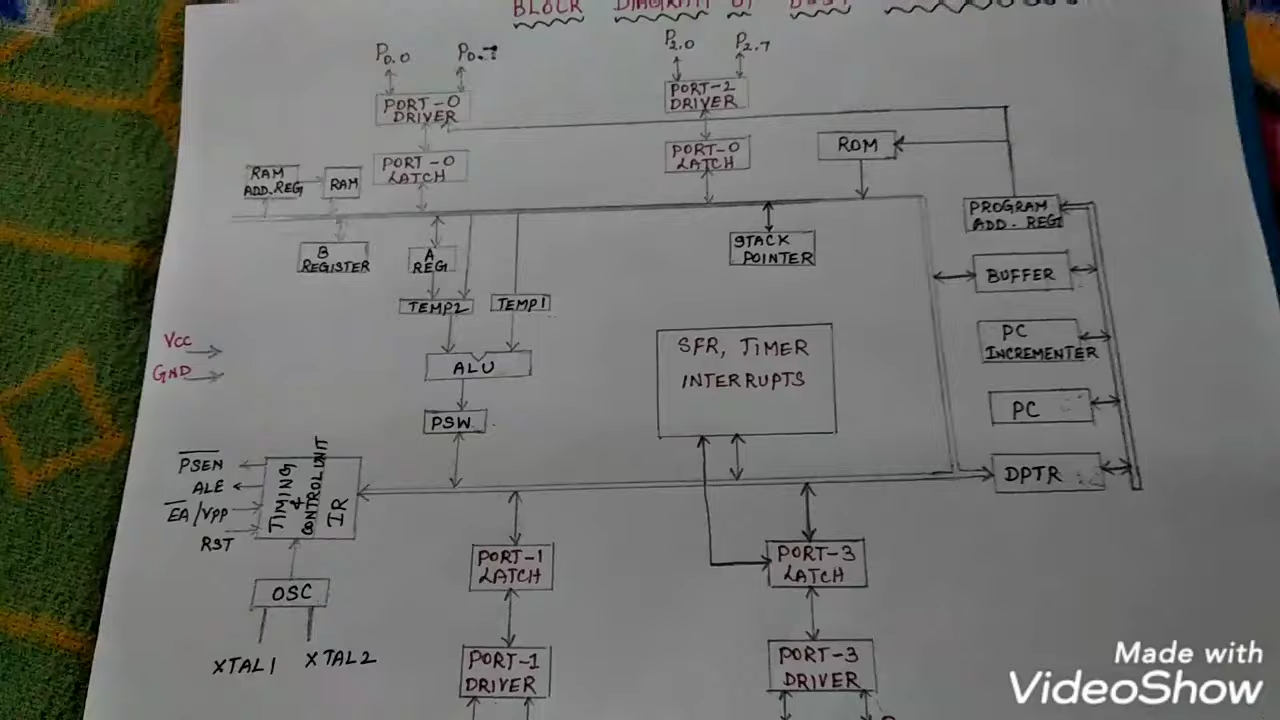 BLOCK DIAGRAM OF
P0.0 P0.7
P2.0 P2.7
PORT-0
DRIVER
PORT-2
DRIVER
RAM
ADD.REG
RAM
PORT-0
LATCH
PORT-0
LATCH
ROM
PROGRAM
ADD. REG
B
REGISTER
A
REG
STACK
POINTER
BUFFER
TEMP2
TEMP1
Vcc
GND
ALU
SFR, TIMER
INTERRUPTS
PC
INCREMENTER
PC
PSW
PSEN
ALE
EA/VPP
RST
TIMING
&
CONTROL UNIT
IR
DPTR
OSC
XTAL1 XTAL2
PORT-1
LATCH
PORT-3
LATCH
PORT-1
DRIVER
PORT-3
DRIVER
Made with
VideoShow